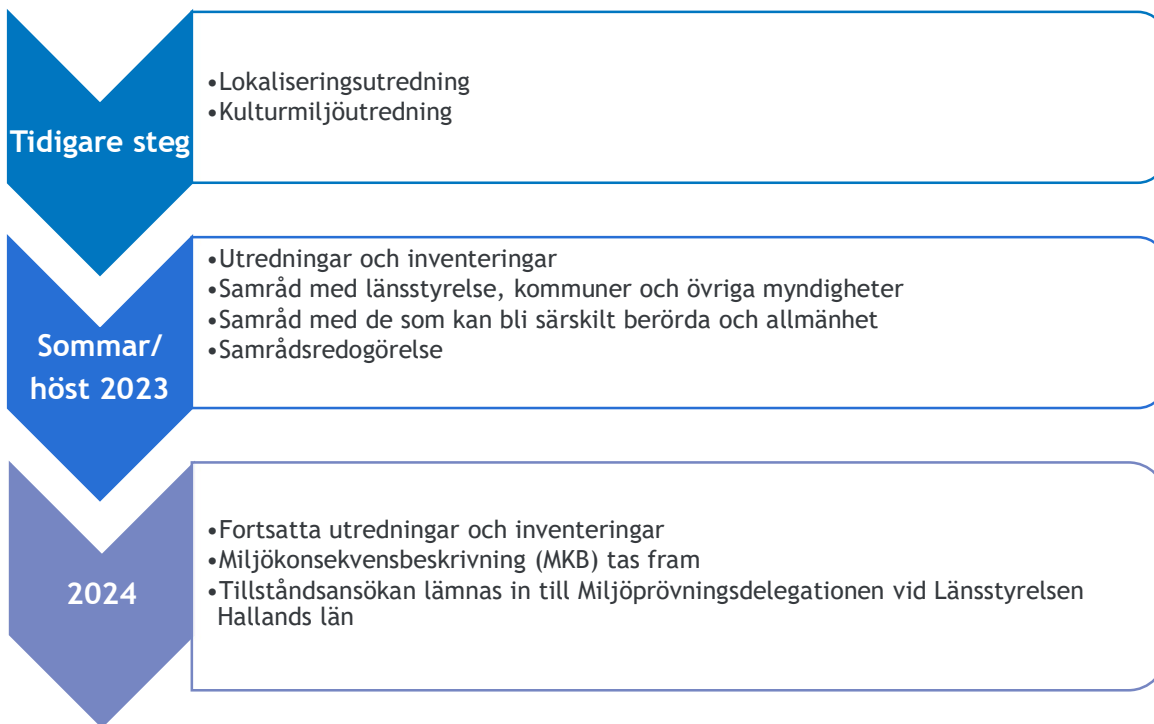 Tidigare steg
•Lokaliseringsutredning
•Kulturmiljöutredning
Sommar/
höst 2023
•Utredningar och inventeringar
•Samråd med länsstyrelse, kommuner och övriga myndigheter
•Samråd med de som kan bli särskilt berörda och allmänhet
•Samrådsredogörelse
2024
•Fortsatta utredningar och inventeringar
•Miljökonsekvensbeskrivning (MKB) tas fram
•Tillståndsansökan lämnas in till Miljöprövningsdelegationen vid Länsstyrelsen
Hallands län